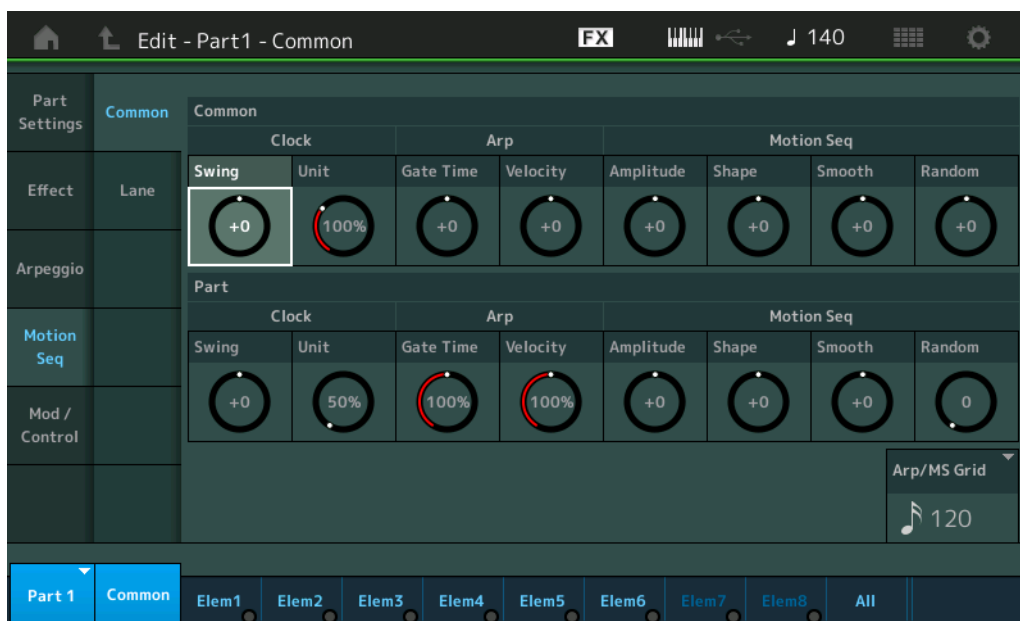 Edit - Part1 - Common
FX
140
Part
Settings
Effect
Arpeggio
Motion
Seq
Mod /
Control
Common
Lane
Common
Clock Arp Motion Seq
Swing Unit Gate Time Velocity Amplitude Shape Smooth Random
+0 100% +0 +0 +0 +0 +0 +0
Part
Clock Arp Motion Seq
Swing Unit Gate Time Velocity Amplitude Shape Smooth Random
+0 50% 100% 100% +0 +0 +0 0
Arp/MS Grid
120
Part 1 Common Elem1 Elem2 Elem3 Elem4 Elem5 Elem6 Elem7 Elem8 All